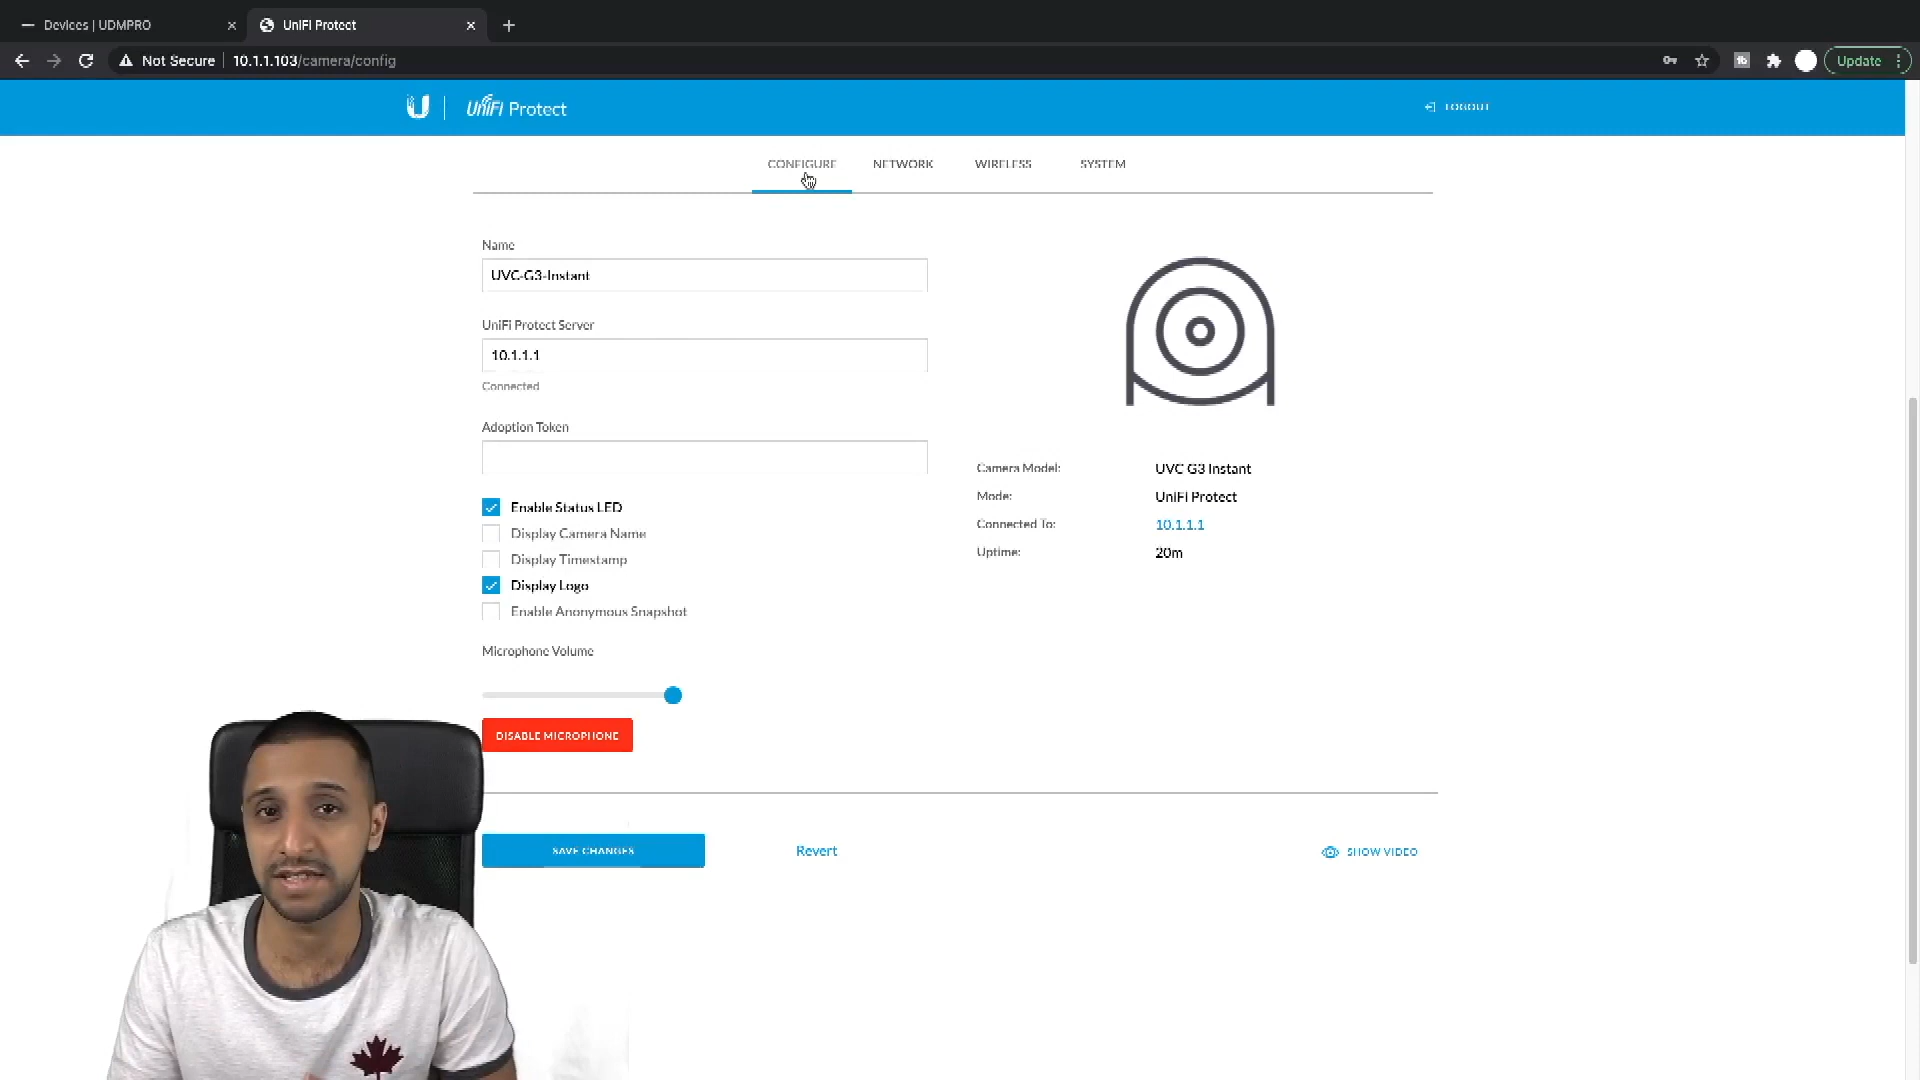 Devices | UDMPRO
UniFi Protect
Not Secure
10.1.1.103/camera/config
Update
UniFi Protect
LOGOUT
CONFIGURE
NETWORK
WIRELESS
SYSTEM
Name
UVC-G3-Instant
UniFi Protect Server
10.1.1.1
Connected
Adoption Token
Enable Status LED
Display Camera Name
Display Timestamp
Display Logo
Enable Anonymous Snapshot
Microphone Volume
DISABLE MICROPHONE
Camera Model: UVC G3 Instant
Mode: UniFi Protect
Connected To: 10.1.1.1
Uptime: 20m
SAVE CHANGES
Revert
SHOW VIDEO